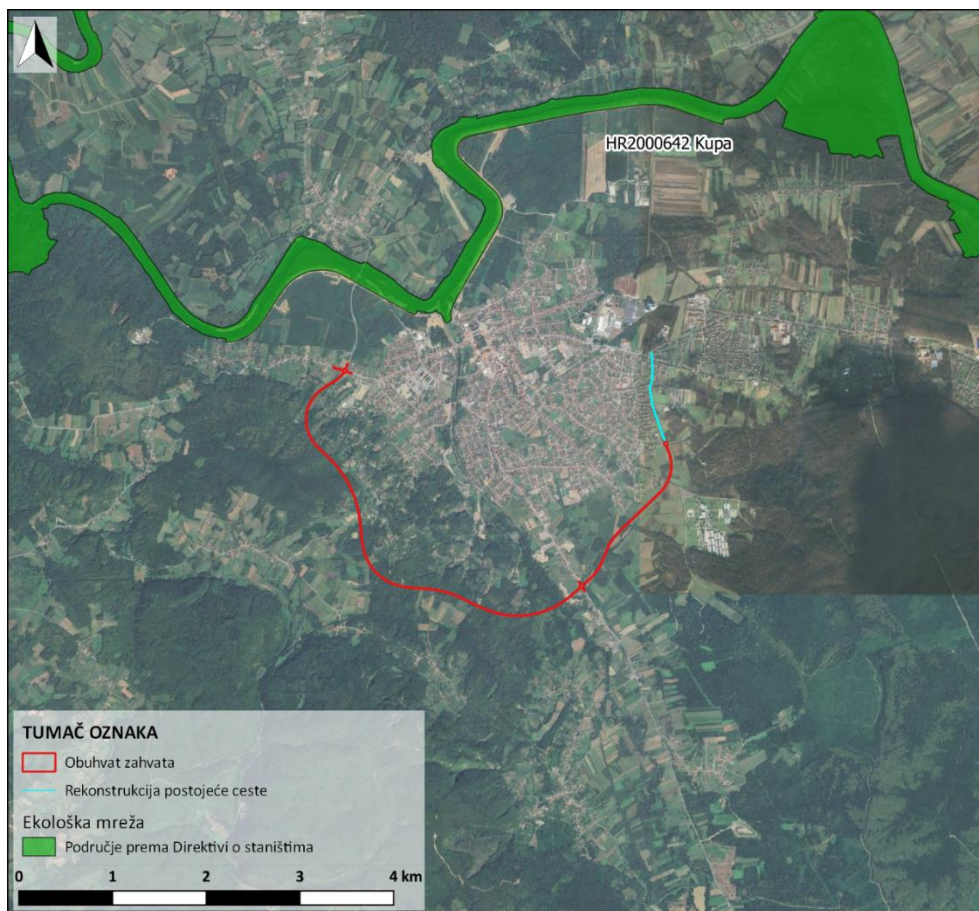 HR2000642 Kupa
TUMAČ OZNAKA
Obuhvat zahvata
Rekonstrukcija postojeće ceste
Ekološka mreža
Područje prema Direktivi o staništima
0 1 2 3 4 km